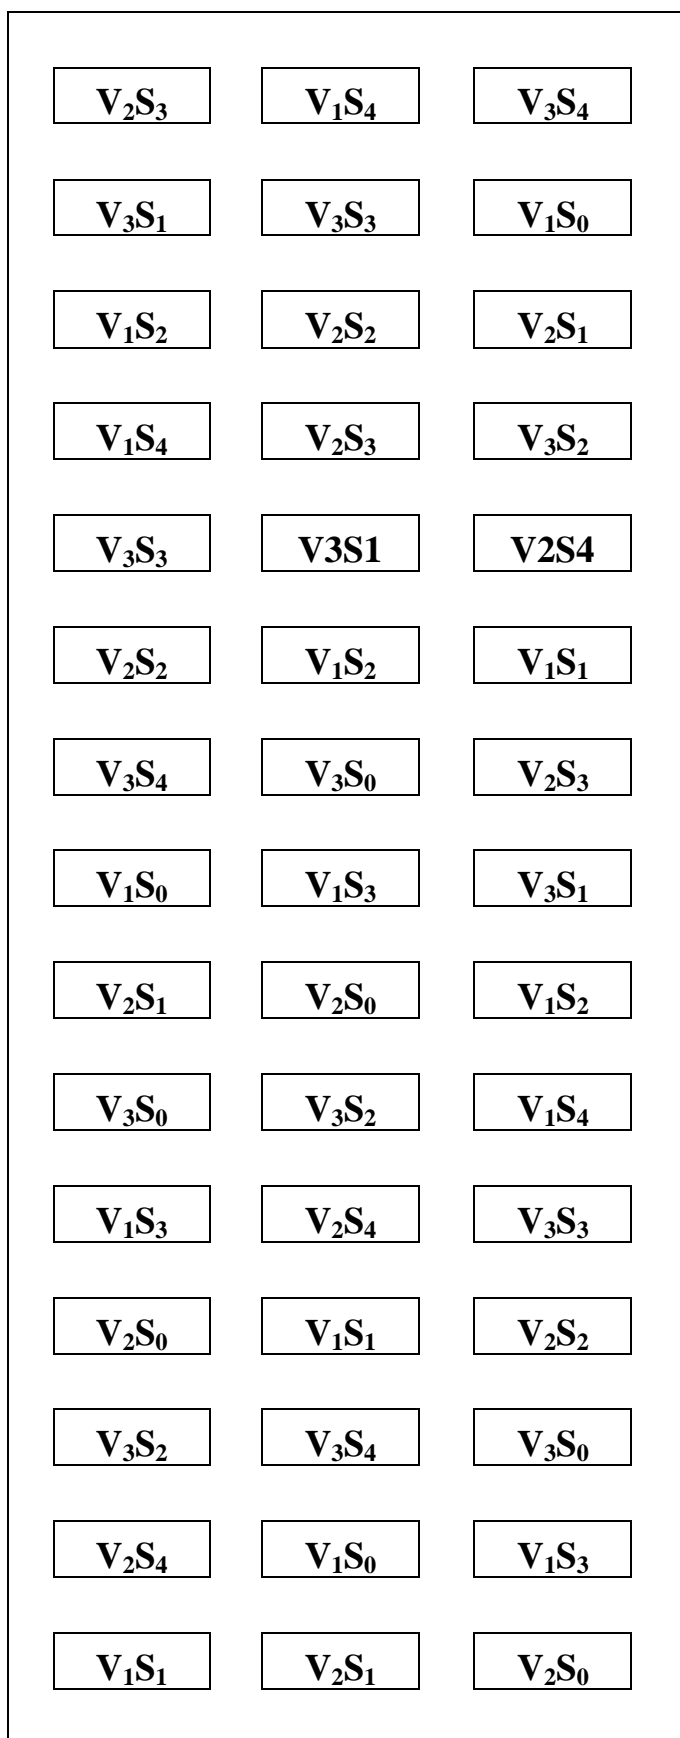 V₂S₃ V₁S₄ V₃S₄
V₃S₁ V₃S₃ V₁S₀
V₁S₂ V₂S₂ V₂S₁
V₁S₄ V₂S₃ V₃S₂
V₃S₃ V3S1 V2S4
V₂S₂ V₁S₂ V₁S₁
V₃S₄ V₃S₀ V₂S₃
V₁S₀ V₁S₃ V₃S₁
V₂S₁ V₂S₀ V₁S₂
V₃S₀ V₃S₂ V₁S₄
V₁S₃ V₂S₄ V₃S₃
V₂S₀ V₁S₁ V₂S₂
V₃S₂ V₃S₄ V₃S₀
V₂S₄ V₁S₀ V₁S₃
V₁S₁ V₂S₁ V₂S₀